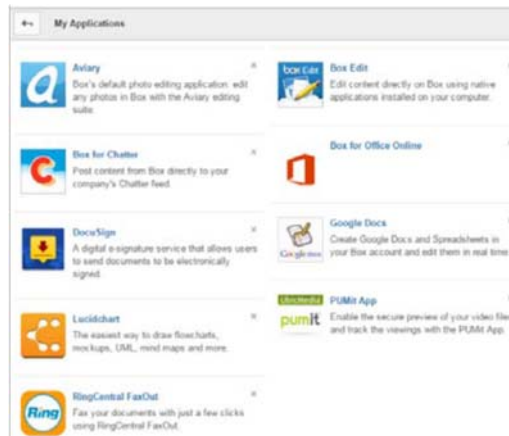 My Applications
Aviary
Box's default photo editing application: edit
any photos in Box with the Aviary editing
suite.
Box for Chatter
Post content from Box directly to your
company's Chatter feed.
DocuSign
A digital e-signature service that allows users
to send documents to be electronically
signed.
Lucidchart
The easiest way to draw flowcharts,
mockups, UML, mind maps and more.
Ring
RingCentral FaxOut
Fax your documents with just a few clicks
using RingCentral FaxOut.
box Edit
Box Edit
Edit content directly on Box using native
applications installed on your computer.
Box for Office Online
Google Docs
Create Google Docs and Spreadsheets in
your Box account and edit them in real time
pumit
PUMit App
Enable the secure preview of your video file
and track the viewings with the PUMit App.